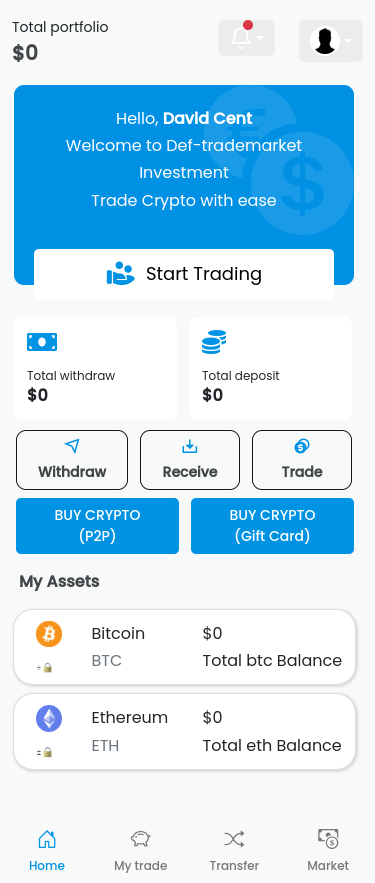 Total portfolio
$0
Hello, David Cent
Welcome to Def-trademarket
Investment
Trade Crypto with ease
Start Trading
Total withdraw
$0
Total deposit
$0
Withdraw
Receive
Trade
BUY CRYPTO
(P2P)
BUY CRYPTO
(Gift Card)
My Assets
Bitcoin $0
BTC Total btc Balance
Ethereum $0
ETH Total eth Balance
Home My trade Transfer Market